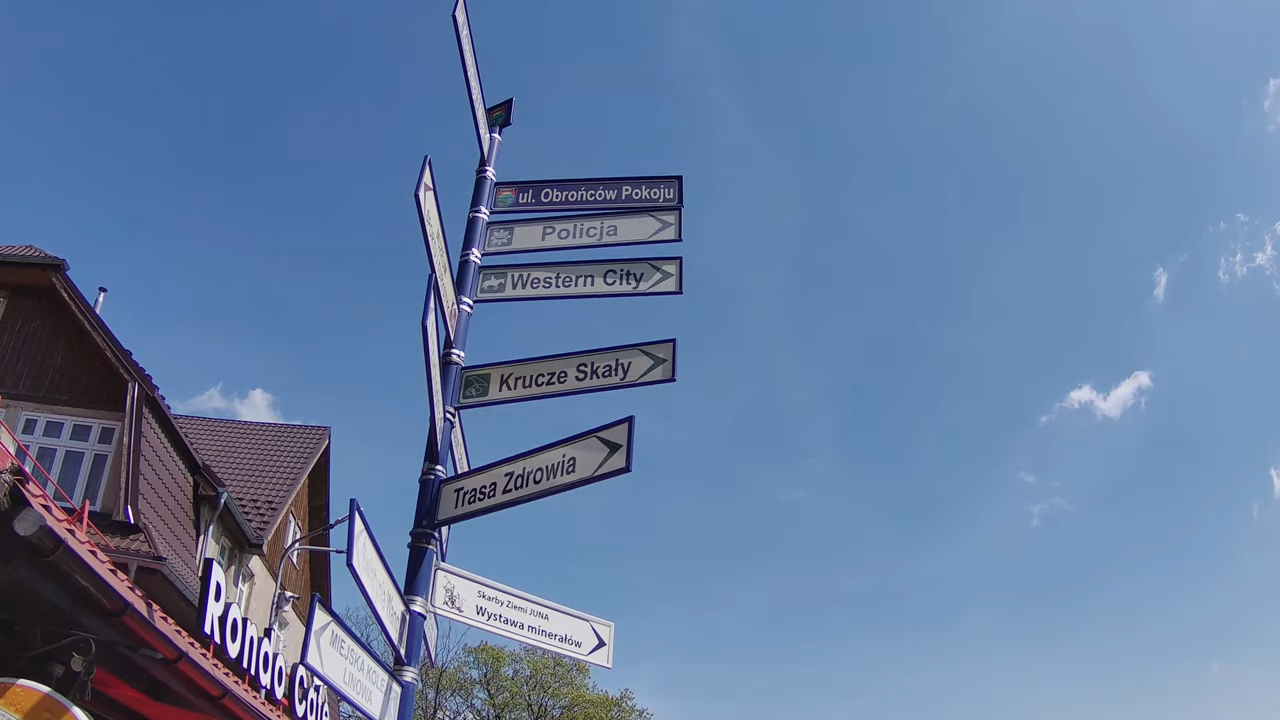 ul. Obrońców Pokoju
Policja
Western City
Krucze Skały
Trasa Zdrowia
Skarby Ziemi JUNA
Wystawa minerałów
MIEJSKA KOLEJ
LINOWA
Rondo Cafe